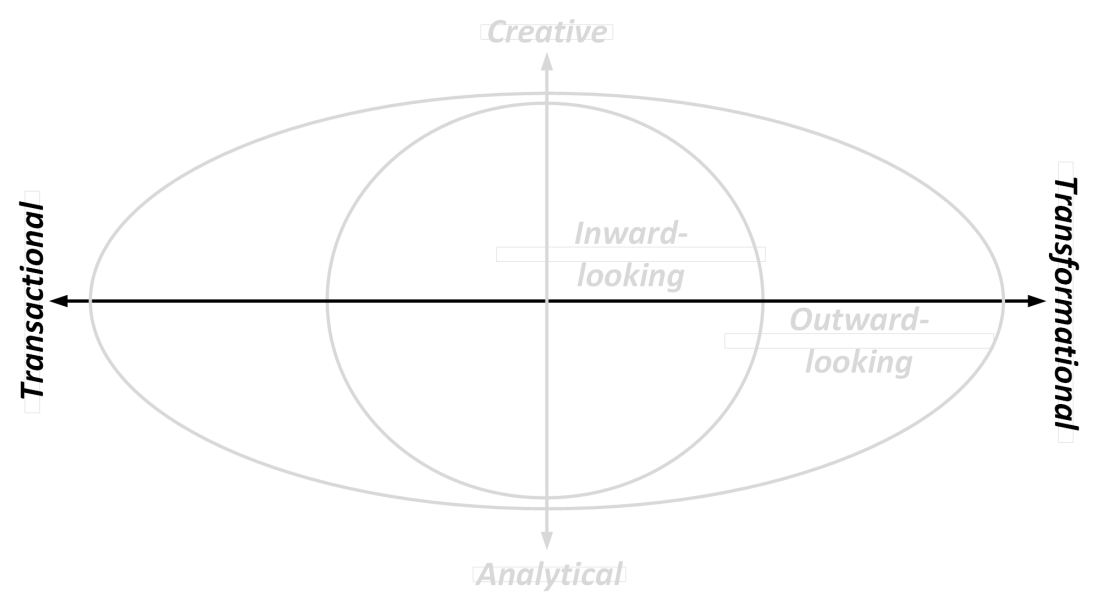 Creative
Transactional
Inward-
looking
Outward-
looking
Transformational
Analytical